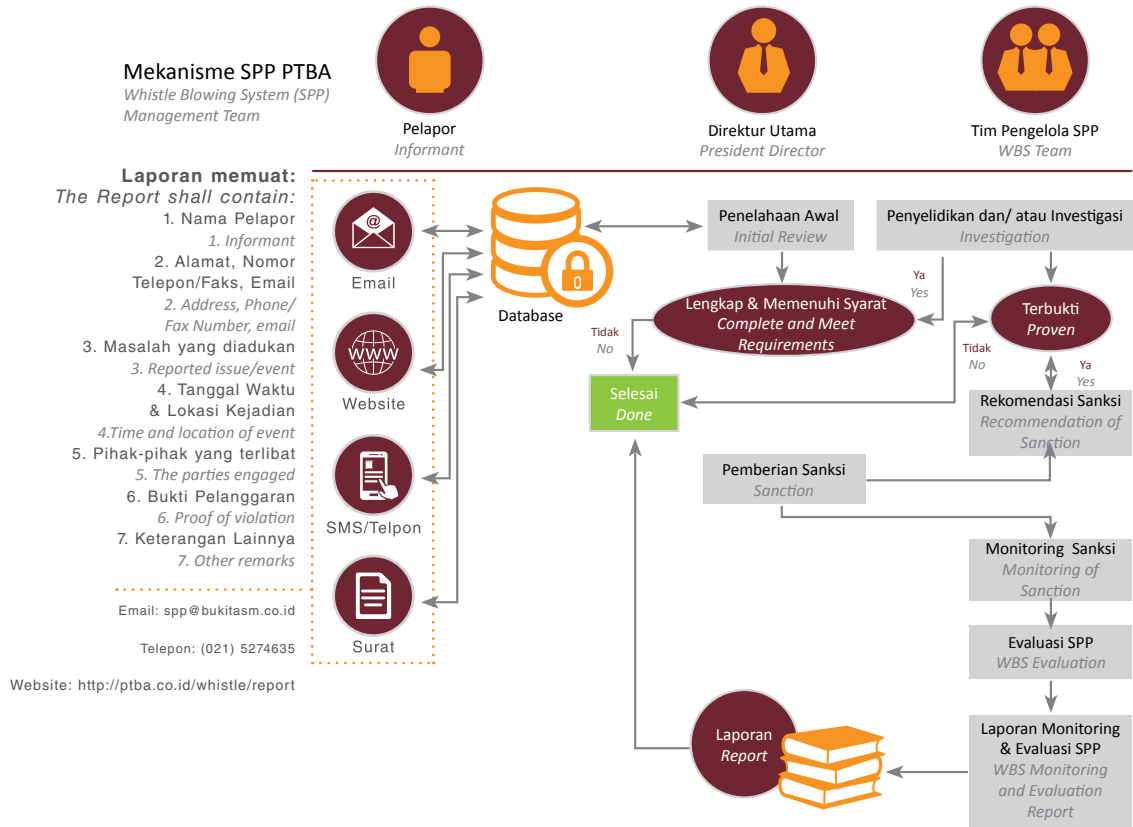 Mekanisme SPP PTBA
Whistle Blowing System (SPP)
Management Team
Pelapor
Informant
Direktur Utama
President Director
Tim Pengelola SPP
WBS Team
Laporan memuat:
The Report shall contain:
1. Nama Pelapor
1. Informant
2. Alamat, Nomor
Telepon/Faks, Email
2. Address, Phone/
Fax Number, email
3. Masalah yang diadukan
3. Reported issue/event
4. Tanggal Waktu
& Lokasi Kejadian
4.Time and location of event
5. Pihak-pihak yang terlibat
5. The parties engaged
6. Bukti Pelanggaran
6. Proof of violation
7. Keterangan Lainnya
7. Other remarks
Email: spp@bukitasm.co.id
Telepon: (021) 5274635
Website: http://ptba.co.id/whistle/report
@
Email
WWW
Website
SMS/Telpon
Surat
0
Database
Penelahaan Awal
Initial Review
Penyelidikan dan/ atau Investigasi
Investigation
Ya
Yes
Lengkap & Memenuhi Syarat
Complete and Meet
Requirements
Terbukti
Proven
Tidak
No
Tidak
No
Ya
Yes
Selesai
Done
Rekomendasi Sanksi
Recommendation of
Sanction
Pemberian Sanksi
Sanction
Monitoring Sanksi
Monitoring of
Sanction
Evaluasi SPP
WBS Evaluation
Laporan Monitoring
& Evaluasi SPP
WBS Monitoring
and Evaluation
Report
Laporan
Report